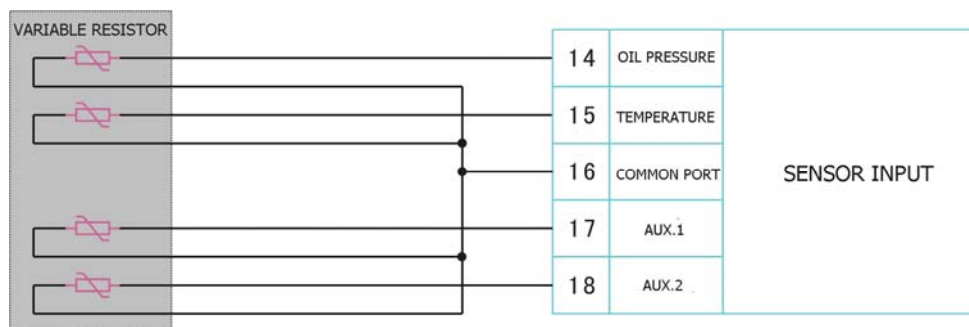 VARIABLE RESISTOR
14 OIL PRESSURE
15 TEMPERATURE
16 COMMON PORT
SENSOR INPUT
17 AUX.1
18 AUX.2